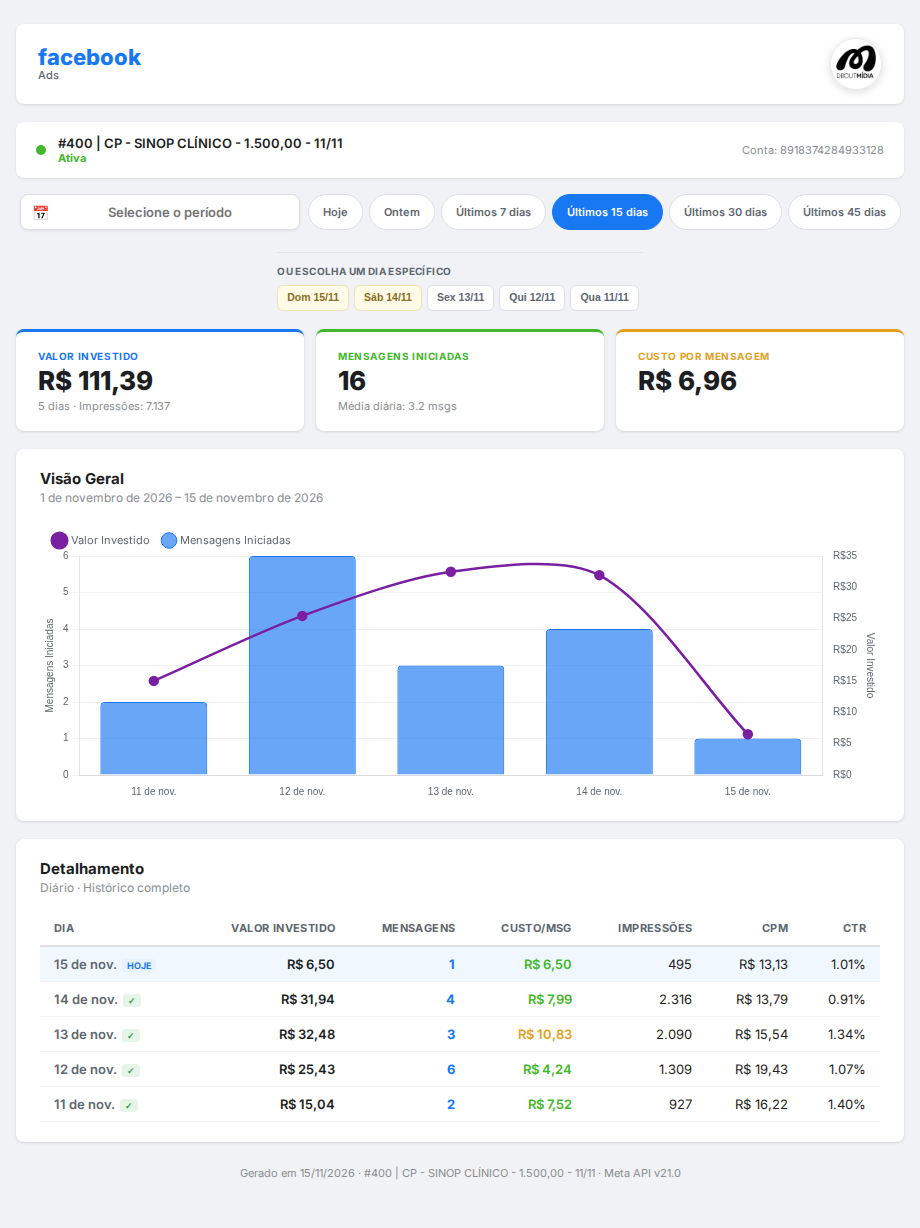 facebook
Ads
DBOUTMÍDIA
#400 | CP - SINOP CLÍNICO - 1.500,00 - 11/11
Ativa
Conta: 8918374284933128
Selecione o período
Hoje
Ontem
Últimos 7 dias
Últimos 15 dias
Últimos 30 dias
Últimos 45 dias
OU ESCOLHA UM DIA ESPECÍFICO
Dom 15/11
Sáb 14/11
Sex 13/11
Qui 12/11
Qua 11/11
VALOR INVESTIDO
R$ 111,39
5 dias · Impressões: 7.137
MENSAGENS INICIADAS
16
Média diária: 3.2 msgs
CUSTO POR MENSAGEM
R$ 6,96
Visão Geral
1 de novembro de 2026 – 15 de novembro de 2026
Valor Investido
Mensagens Iniciadas
6
5
4
3
2
1
0
Mensagens Iniciadas
R$35
R$30
R$25
R$20
R$15
R$10
R$5
R$0
Valor Investido
11 de nov.
12 de nov.
13 de nov.
14 de nov.
15 de nov.
Detalhamento
Diário · Histórico completo
DIA VALOR INVESTIDO MENSAGENS CUSTO/MSG IMPRESSÕES CPM CTR
15 de nov. HOJE R$ 6,50 1 R$ 6,50 495 R$ 13,13 1.01%
14 de nov. ✓ R$ 31,94 4 R$ 7,99 2.316 R$ 13,79 0.91%
13 de nov. ✓ R$ 32,48 3 R$ 10,83 2.090 R$ 15,54 1.34%
12 de nov. ✓ R$ 25,43 6 R$ 4,24 1.309 R$ 19,43 1.07%
11 de nov. ✓ R$ 15,04 2 R$ 7,52 927 R$ 16,22 1.40%
Gerado em 15/11/2026 · #400 | CP - SINOP CLÍNICO - 1.500,00 - 11/11 · Meta API v21.0